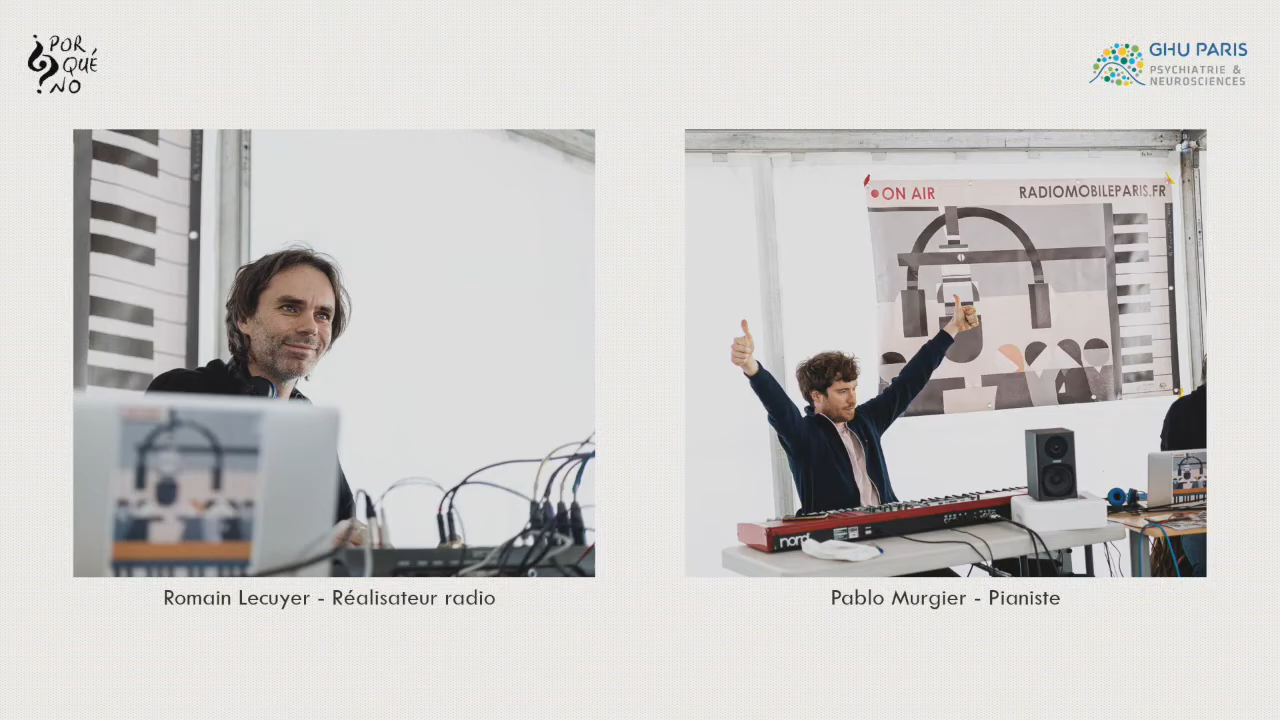 ¿POR
QUÉ
?NO
GHU PARIS
PSYCHIATRIE &
NEUROSCIENCES
ON AIR
RADIOMOBILEPARIS.FR
nord
Romain Lecuyer - Réalisateur radio
Pablo Murgier - Pianiste